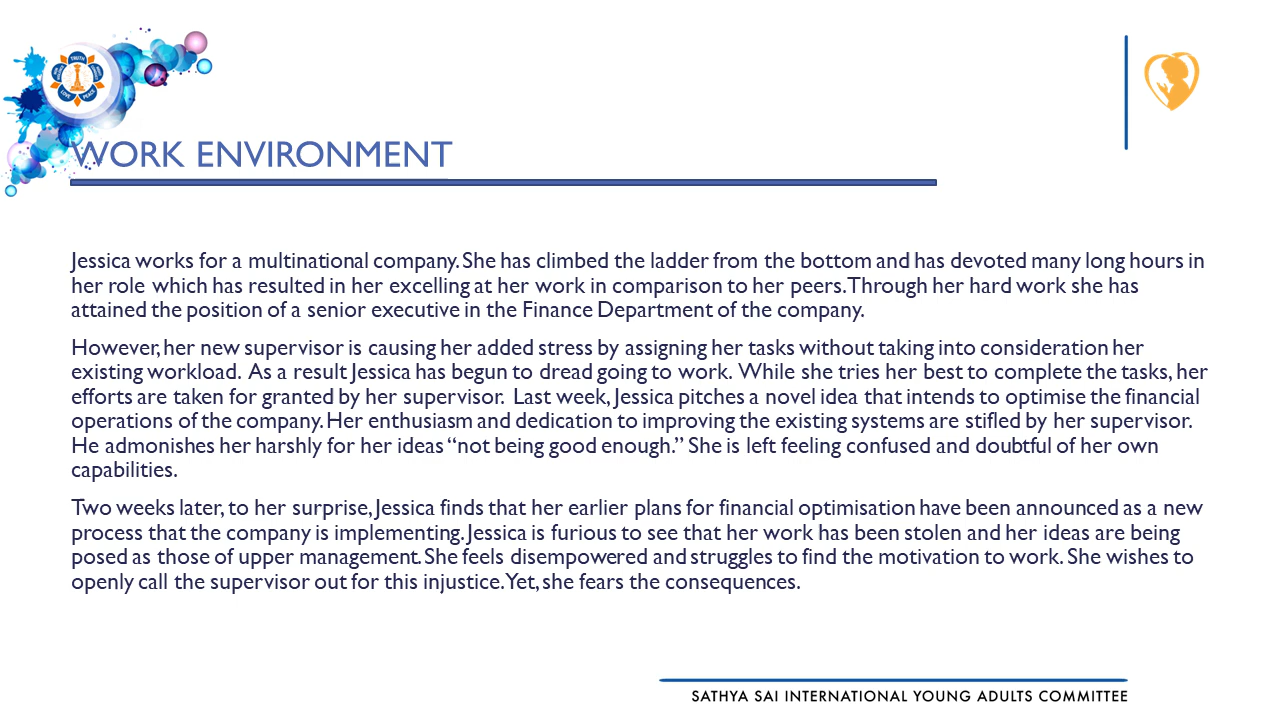 TRUTH
LOVE
PEACE
WORK ENVIRONMENT
Jessica works for a multinational company. She has climbed the ladder from the bottom and has devoted many long hours in
her role which has resulted in her excelling at her work in comparison to her peers. Through her hard work she has
attained the position of a senior executive in the Finance Department of the company.
However, her new supervisor is causing her added stress by assigning her tasks without taking into consideration her
existing workload. As a result Jessica has begun to dread going to work. While she tries her best to complete the tasks, her
efforts are taken for granted by her supervisor. Last week, Jessica pitches a novel idea that intends to optimise the financial
operations of the company. Her enthusiasm and dedication to improving the existing systems are stifled by her supervisor.
He admonishes her harshly for her ideas “not being good enough.” She is left feeling confused and doubtful of her own
capabilities.
Two weeks later, to her surprise, Jessica finds that her earlier plans for financial optimisation have been announced as a new
process that the company is implementing. Jessica is furious to see that her work has been stolen and her ideas are being
posed as those of upper management. She feels disempowered and struggles to find the motivation to work. She wishes to
openly call the supervisor out for this injustice. Yet, she fears the consequences.
SATHYA SAI INTERNATIONAL YOUNG ADULTS COMMITTEE